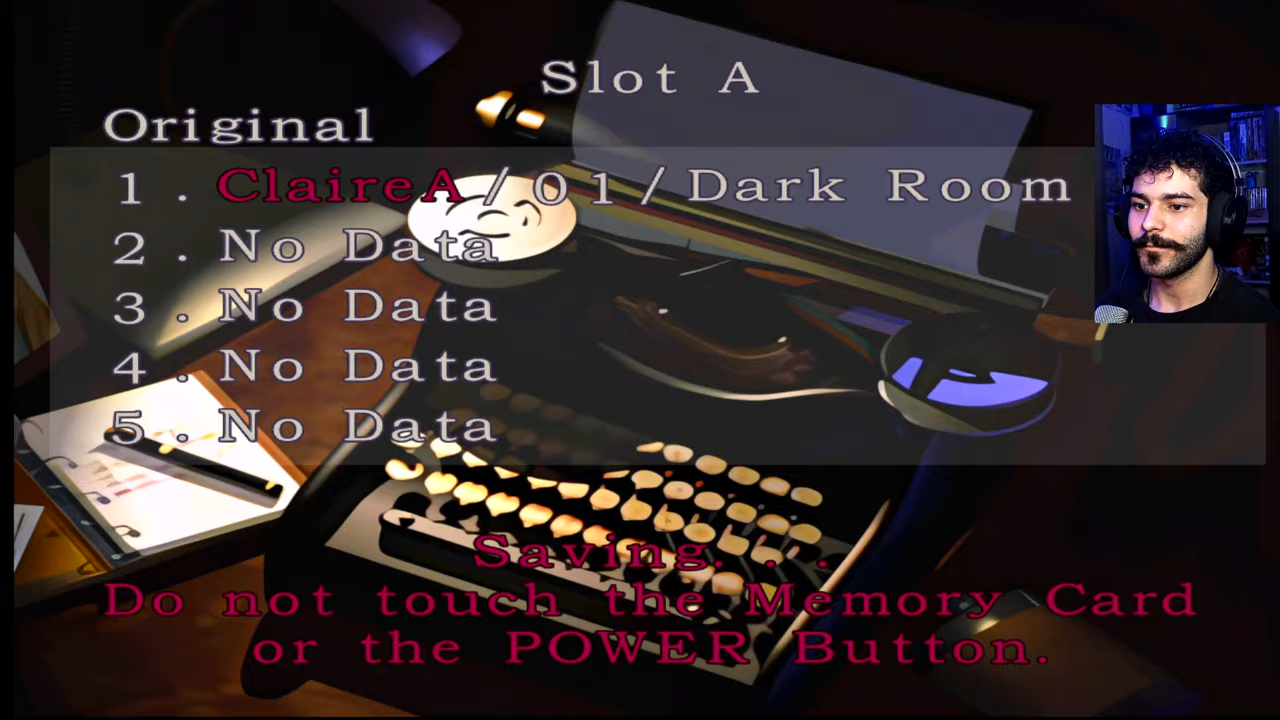 Slot A
Original
1. ClaireA/01/Dark Room
2. No Data
3. No Data
4. No Data
5. No Data
Saving...
Do not touch the Memory Card
or the POWER Button.